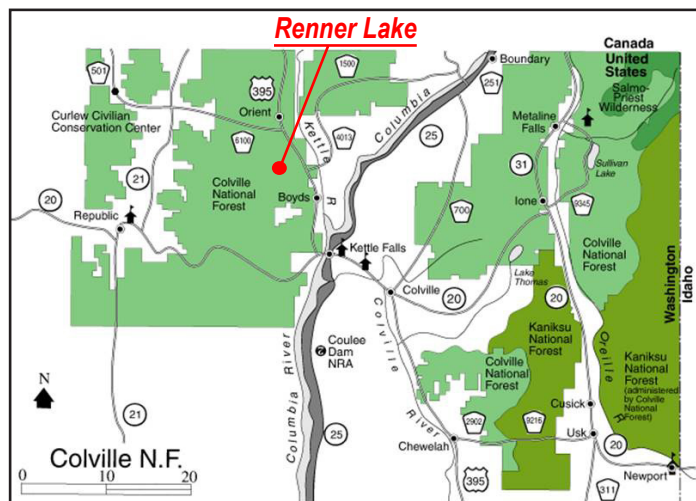 Renner Lake
Canada
United
States
Salmo-
Priest
Wilderness
Boundary
251
1500
501
395
Orient
Curlew Civilian
Conservation Center
6100
4013
Kettle R
Columbia
25
Metaline
Falls
Sullivan
Lake
31
21
20
Colville
National
Forest
Boyds
Republic
700
Ione
9345
Colville
National
Forest
Washington
Idaho
Kettle Falls
Colville
20
Lake
Thomas
20
Kaniksu
National
Forest
Coulee
Dam
NRA
Columbia River
Colville River
Colville
National
Forest
Oreille R
Kaniksu
National
Forest
(administered
by Colville
National
Forest)
N
21
25
2902
9216
Cusick
Usk
20
Chewelah
395
Newport
311
Colville N.F.
0 10 20